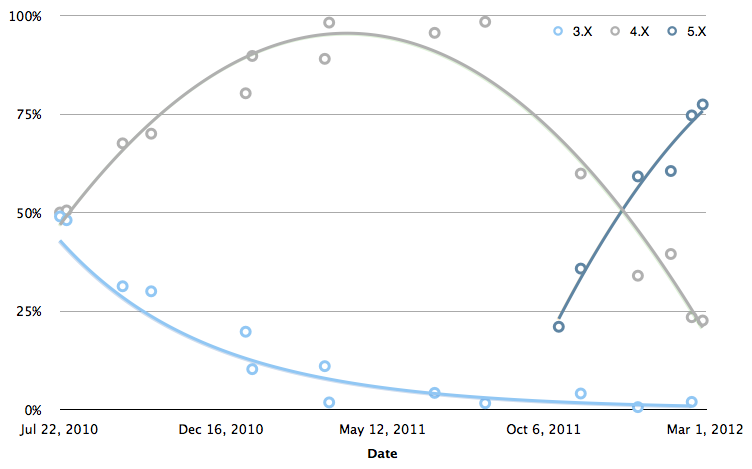 100%
3.X 4.X 5.X
75%
50%
25%
0%
Jul 22, 2010 Dec 16, 2010 May 12, 2011 Oct 6, 2011 Mar 1, 2012
Date